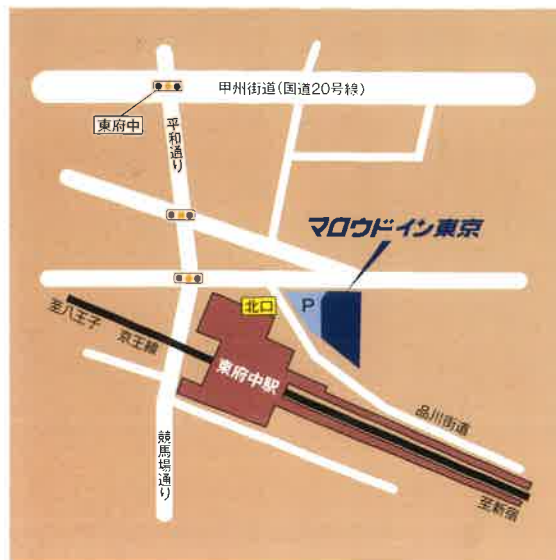 甲州街道(国道20号線)
東府中
平和通り
マロウドイン東京
北口
P
至八王子
京王線
東府中駅
品川街道
競馬場通り
至新宿